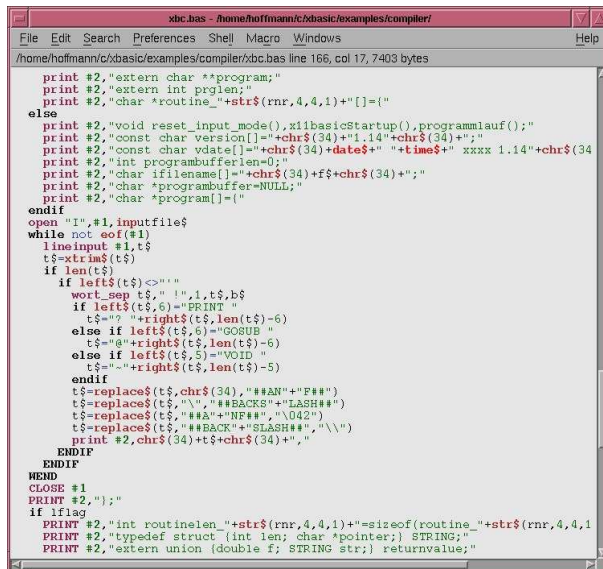 xbc.bas - /home/hoffmann/c/xbasic/examples/compiler/
File Edit Search Preferences Shell Macro Windows Help
/home/hoffmann/c/xbasic/examples/compiler/xbc.bas line 166, col 17, 7403 bytes
print #2,"extern char **program;"
print #2,"extern int prglen;"
print #2,"char *routine_"+str$(rnr,4,4,1)+"[]={"
else
print #2,"void reset_input_mode(),x11basicStartup(),programmlauf();"
print #2,"const char version[]="+chr$(34)+"1.14"+chr$(34)+";"
print #2,"const char vdate[]="+chr$(34)+date$+" "+time$+" xxxx 1.14"+chr$(34
print #2,"int programbufferlen=0;"
print #2,"char ifilename[]="+chr$(34)+f$+chr$(34)+";"
print #2,"char *programbuffer=NULL;"
print #2,"char *program[]={"
endif
open "I",#1,inputfile$
while not eof(#1)
lineinput #1,t$
t$=xtrim$(t$)
if len(t$)
if left$(t$)<>"'"
wort_sep t$," !",1,t$,b$
if left$(t$,6)="PRINT "
t$="? "+right$(t$,len(t$)-6)
else if left$(t$,6)="GOSUB "
t$="@"+right$(t$,len(t$)-6)
else if left$(t$,5)="VOID "
t$="~"+right$(t$,len(t$)-5)
endif
t$=replace$(t$,chr$(34),"##AN"+"F##")
t$=replace$(t$,"\","##BACKS"+"LASH##")
t$=replace$(t$,"##A"+"NF##","\042")
t$=replace$(t$,"##BACK"+"SLASH##","\\")
print #2,chr$(34)+t$+chr$(34)+","
ENDIF
ENDIF
WEND
CLOSE #1
PRINT #2,"};"
if lflag
PRINT #2,"int routinelen_"+str$(rnr,4,4,1)+"=sizeof(routine_"+str$(rnr,4,4,1
PRINT #2,"typedef struct {int len; char *pointer;} STRING;"
PRINT #2,"extern union {double f; STRING str;} returnvalue;"